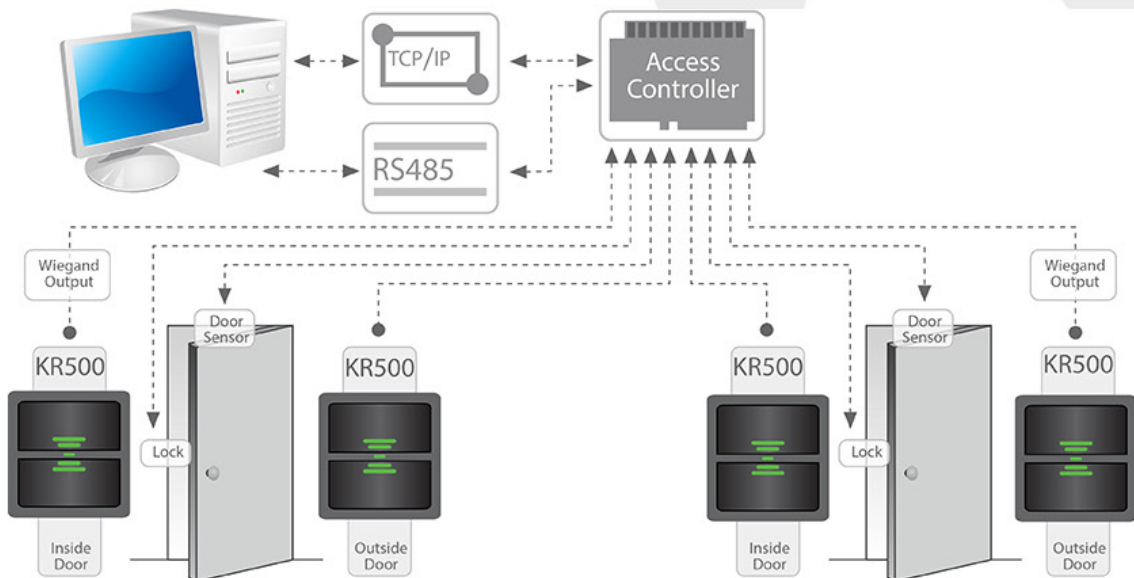 TCP/IP
Access
Controller
RS485
Wiegand
Output
Wiegand
Output
Door
Sensor
Door
Sensor
KR500
KR500
KR500
KR500
Lock
Lock
Inside
Door
Outside
Door
Inside
Door
Outside
Door